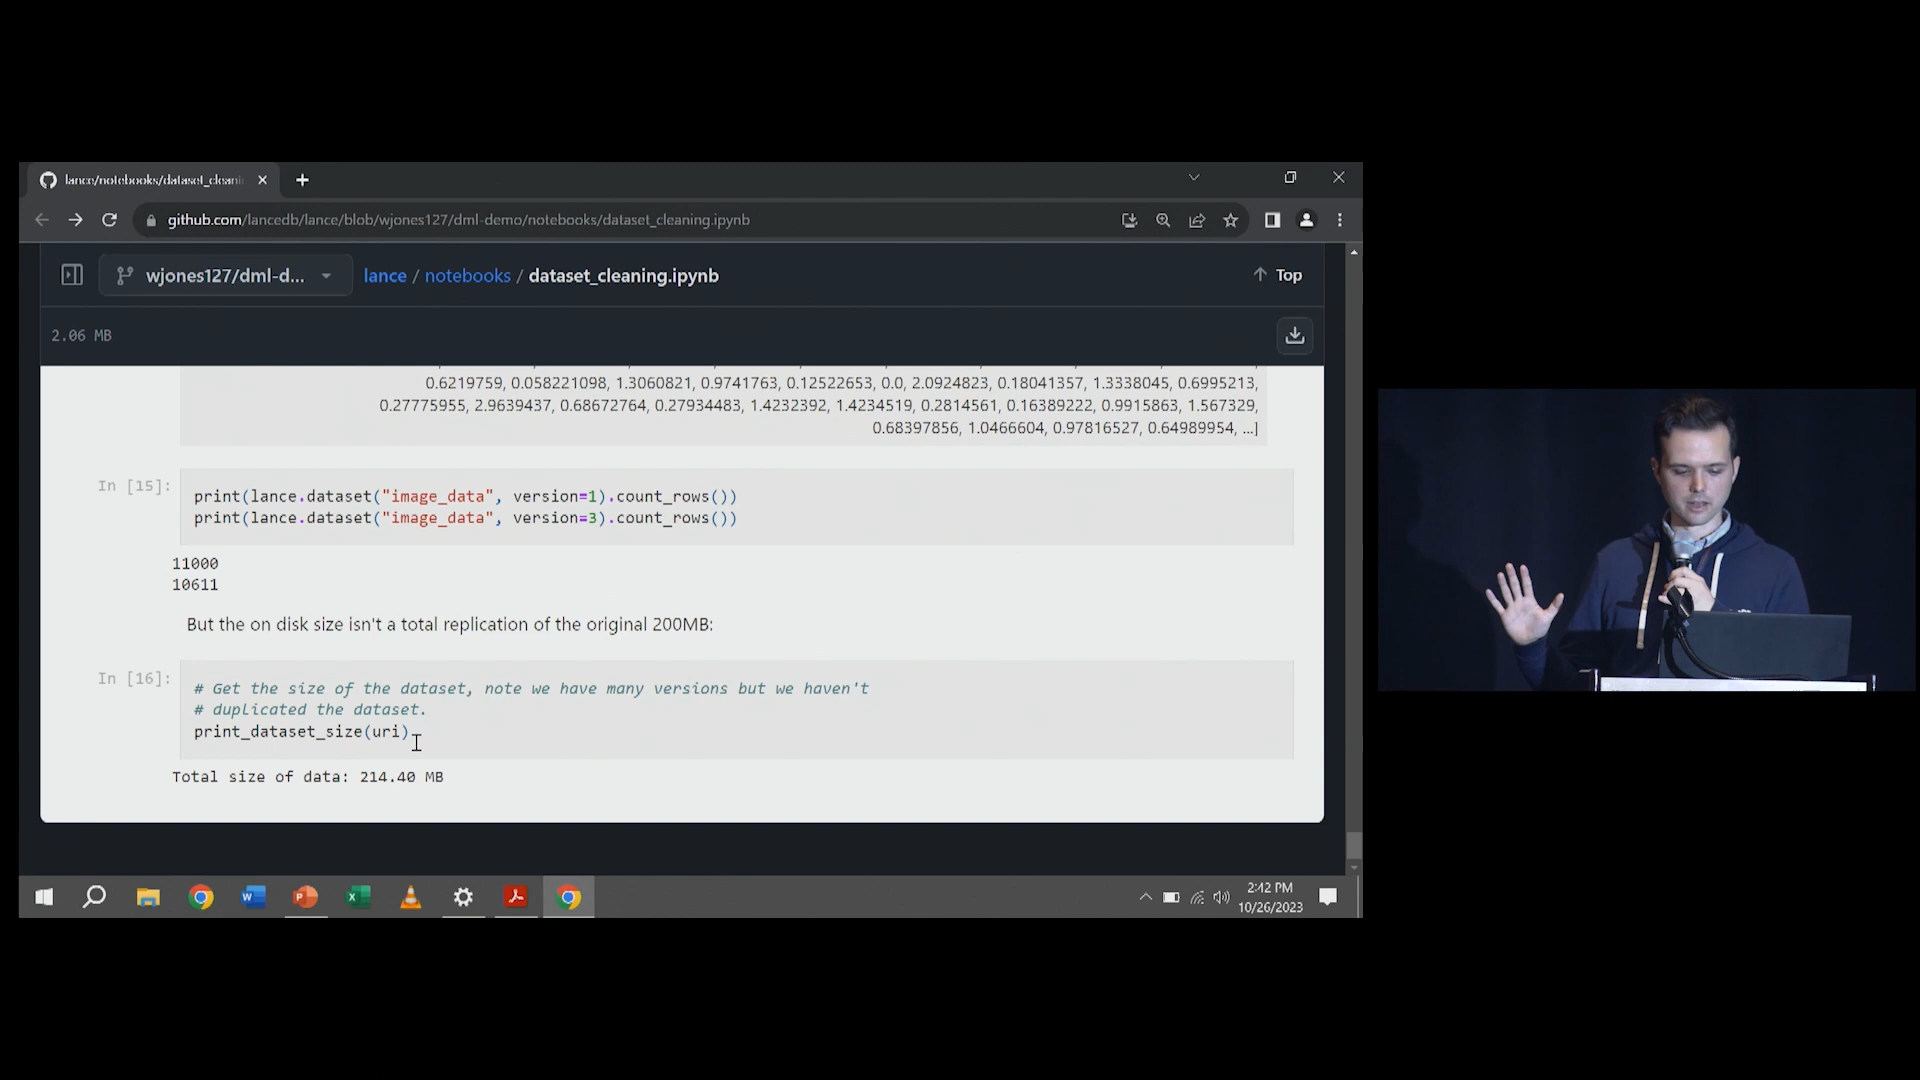 lance/notebooks/dataset_cleani
github.com/lancedb/lance/blob/wjones127/dml-demo/notebooks/dataset_cleaning.ipynb
wjones127/dml-d... lance / notebooks / dataset_cleaning.ipynb Top
2.06 MB
0.6219759, 0.058221098, 1.3060821, 0.9741763, 0.12522653, 0.0, 2.0924823, 0.18041357, 1.3338045, 0.6995213,
0.27775955, 2.9639437, 0.68672764, 0.27934483, 1.4232392, 1.4234519, 0.2814561, 0.16389222, 0.9915863, 1.567329,
0.68397856, 1.0466604, 0.97816527, 0.64989954, ...]
In [15]:
print(lance.dataset("image_data", version=1).count_rows())
print(lance.dataset("image_data", version=3).count_rows())
11000
10611
But the on disk size isn't a total replication of the original 200MB:
In [16]:
# Get the size of the dataset, note we have many versions but we haven't
# duplicated the dataset.
print_dataset_size(uri)
Total size of data: 214.40 MB
2:42 PM
10/26/2023